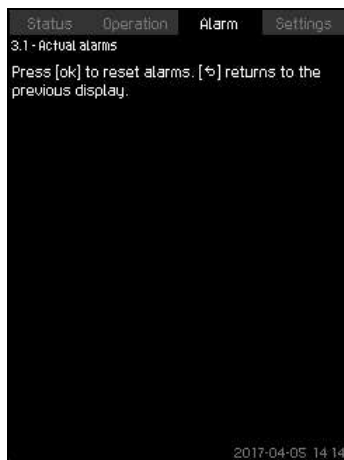 Status Operation Alarm Settings
3.1 - Actual alarms
Press [ok] to reset alarms. [⮌] returns to the
previous display.
2017-04-05 14:14